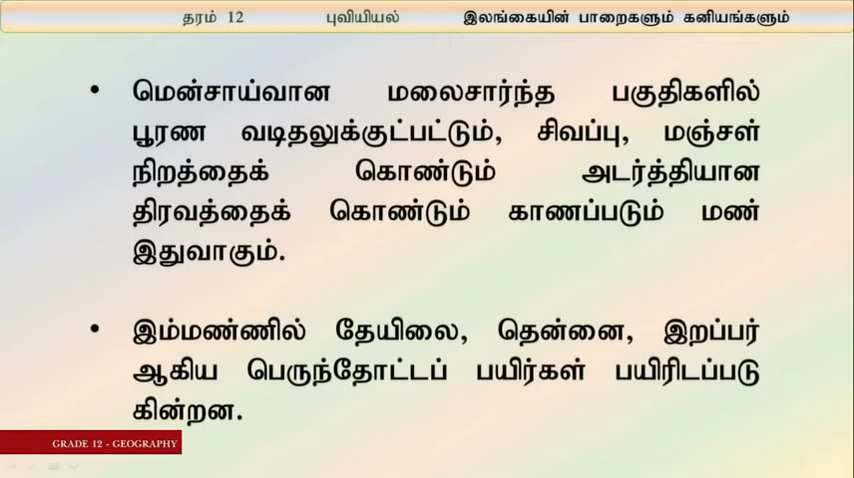 தரம் 12 புவியியல் இலங்கையின் பாறைகளும் கனியங்களும்
• மென்சாய்வான மலைசார்ந்த பகுதிகளில்
பூரண வடிதலுக்குட்பட்டும், சிவப்பு, மஞ்சள்
நிறத்தைக் கொண்டும் அடர்த்தியான
திரவத்தைக் கொண்டும் காணப்படும் மண்
இதுவாகும்.
• இம்மண்ணில் தேயிலை, தென்னை, இறப்பர்
ஆகிய பெருந்தோட்டப் பயிர்கள் பயிரிடப்படு
கின்றன.
GRADE 12 - GEOGRAPHY